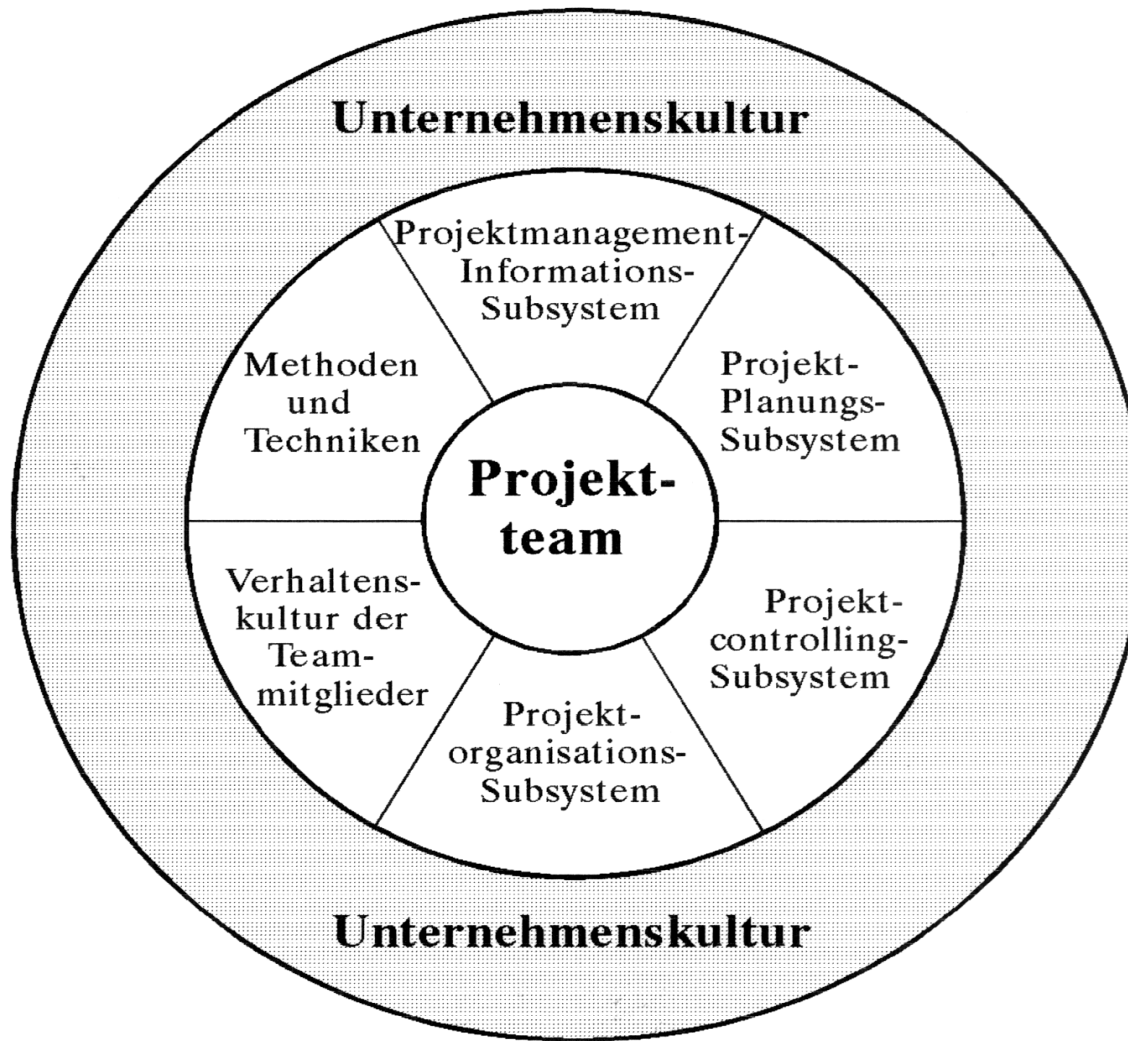 Unternehmenskultur
Projektmanagement-
Informations-
Subsystem
Methoden
und
Techniken
Projekt-
Planungs-
Subsystem
Projekt-
team
Verhaltens-
kultur der
Team-
mitglieder
Projekt-
controlling-
Subsystem
Projekt-
organisations-
Subsystem
Unternehmenskultur